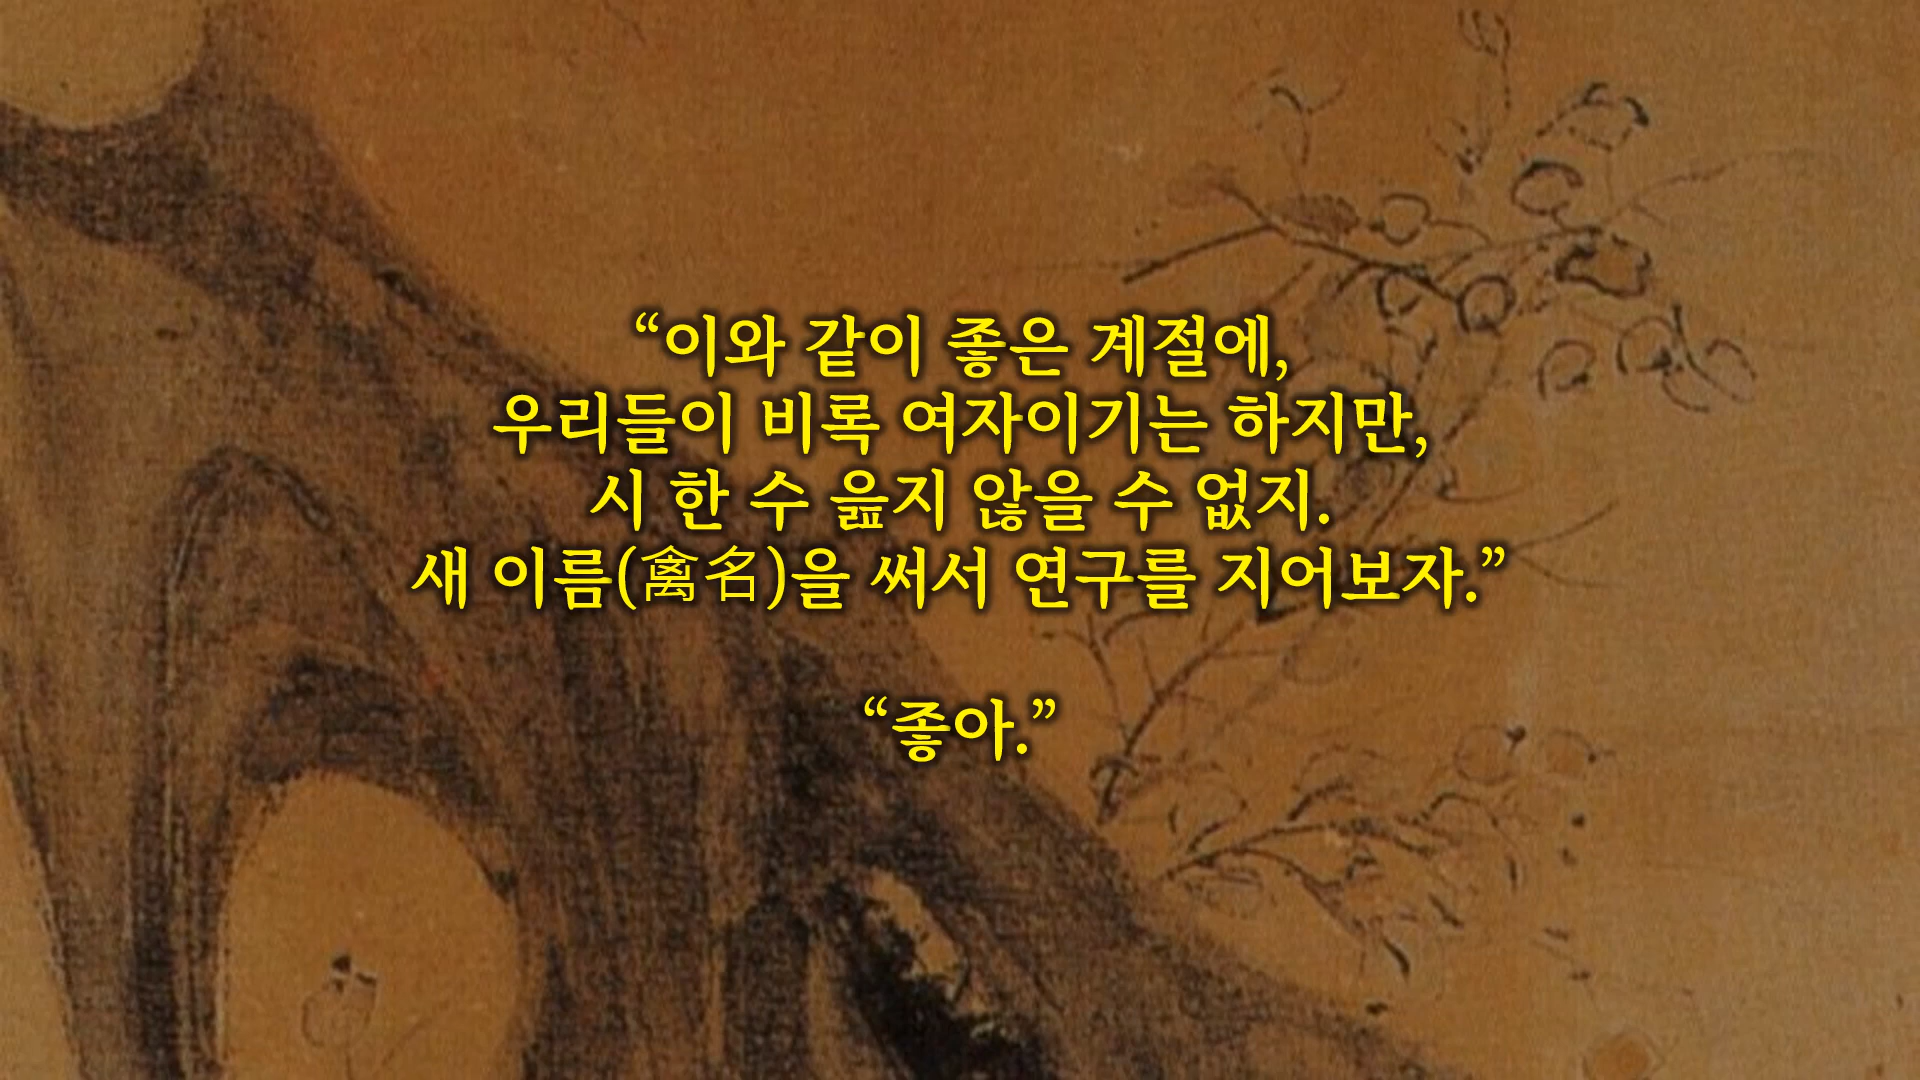 “이와 같이 좋은 계절에,
우리들이 비록 여자이기는 하지만,
시 한 수 읊지 않을 수 없지.
새 이름(禽名)을 써서 연구를 지어보자.”
“좋아.”